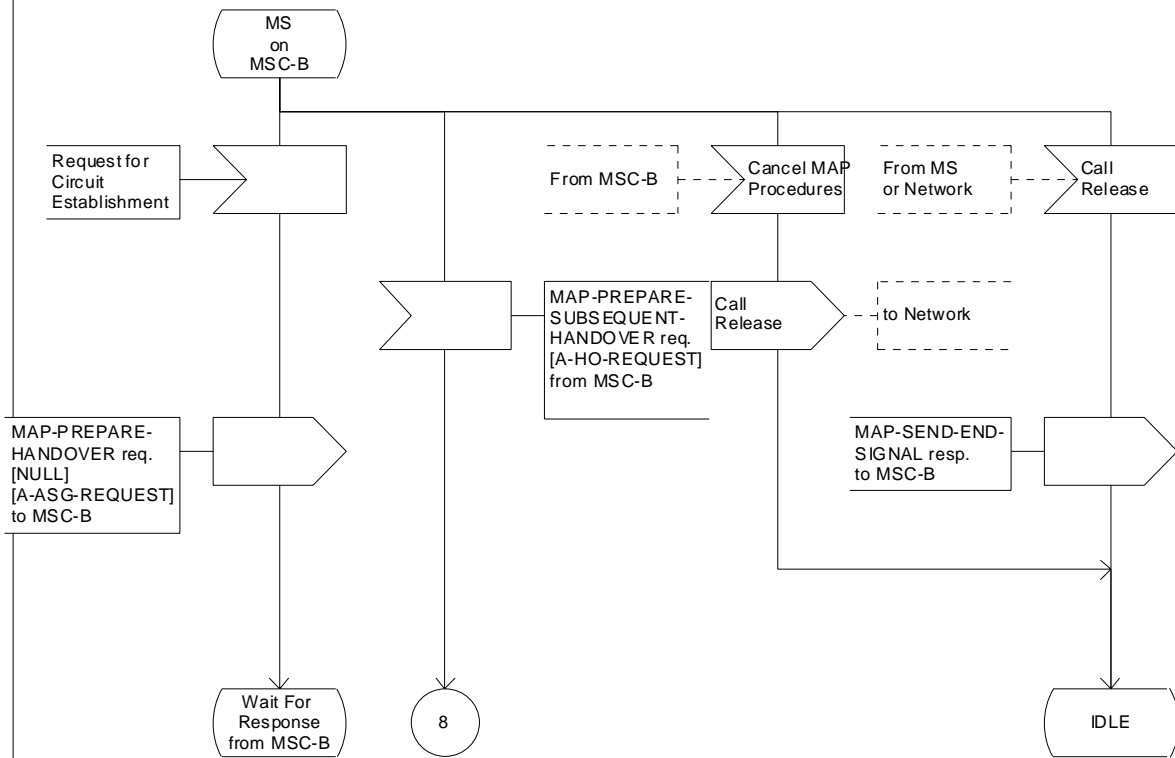 MS
on
MSC-B
Request for
Circuit
Establishment
From MSC-B
Cancel MAP
Procedures
From MS
or Network
Call
Release
MAP-PREPARE-
SUBSEQUENT-
HANDOVER req.
[A-HO-REQUEST]
from MSC-B
Call
Release
to Network
MAP-PREPARE-
HANDOVER req.
[NULL]
[A-ASG-REQUEST]
to MSC-B
MAP-SEND-END-
SIGNAL resp.
to MSC-B
Wait For
Response
from MSC-B
8
IDLE